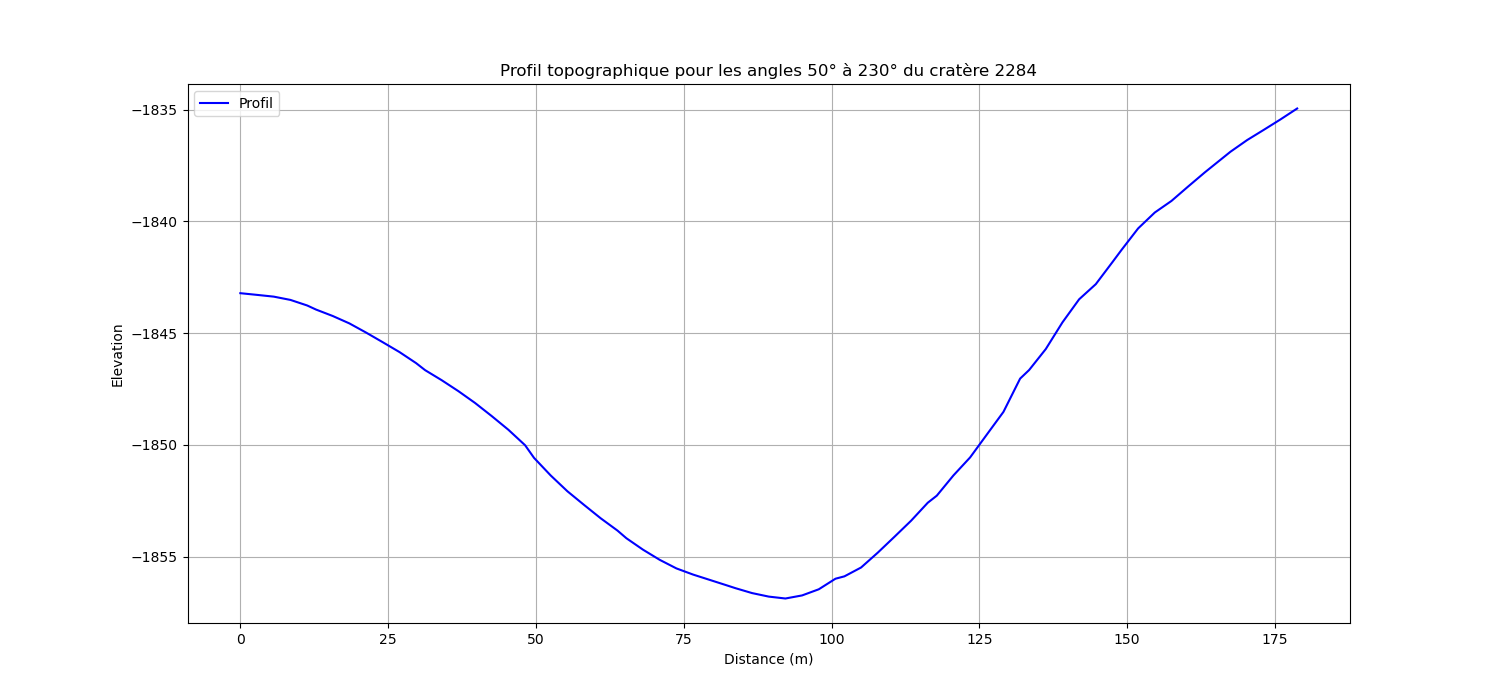 Profil topographique pour les angles 50° à 230° du cratère 2284
Profil
−1835
−1840
−1845
−1850
−1855
Elevation
0 25 50 75 100 125 150 175
Distance (m)